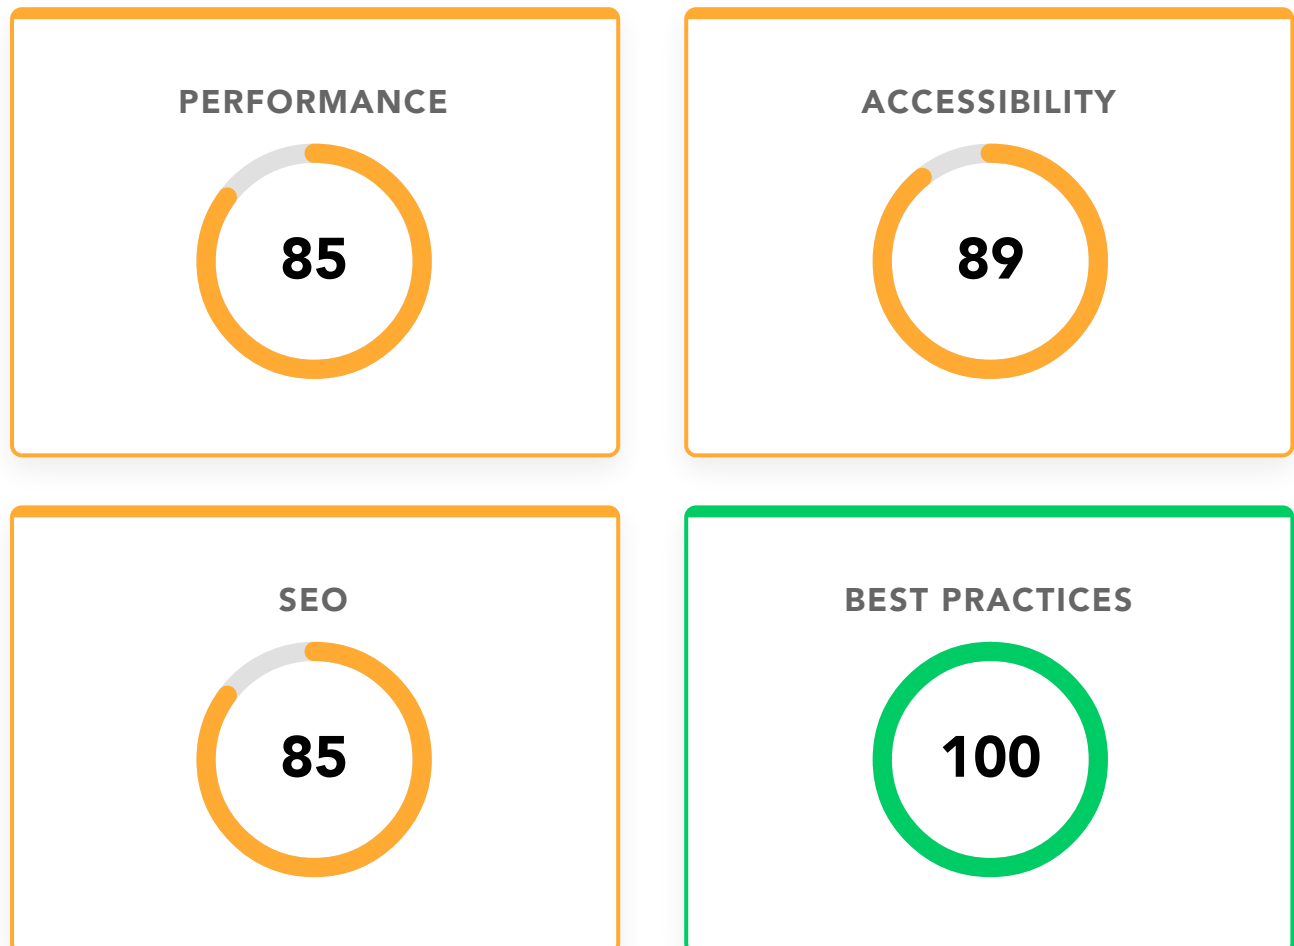 PERFORMANCE
85
ACCESSIBILITY
89
SEO
85
BEST PRACTICES
100